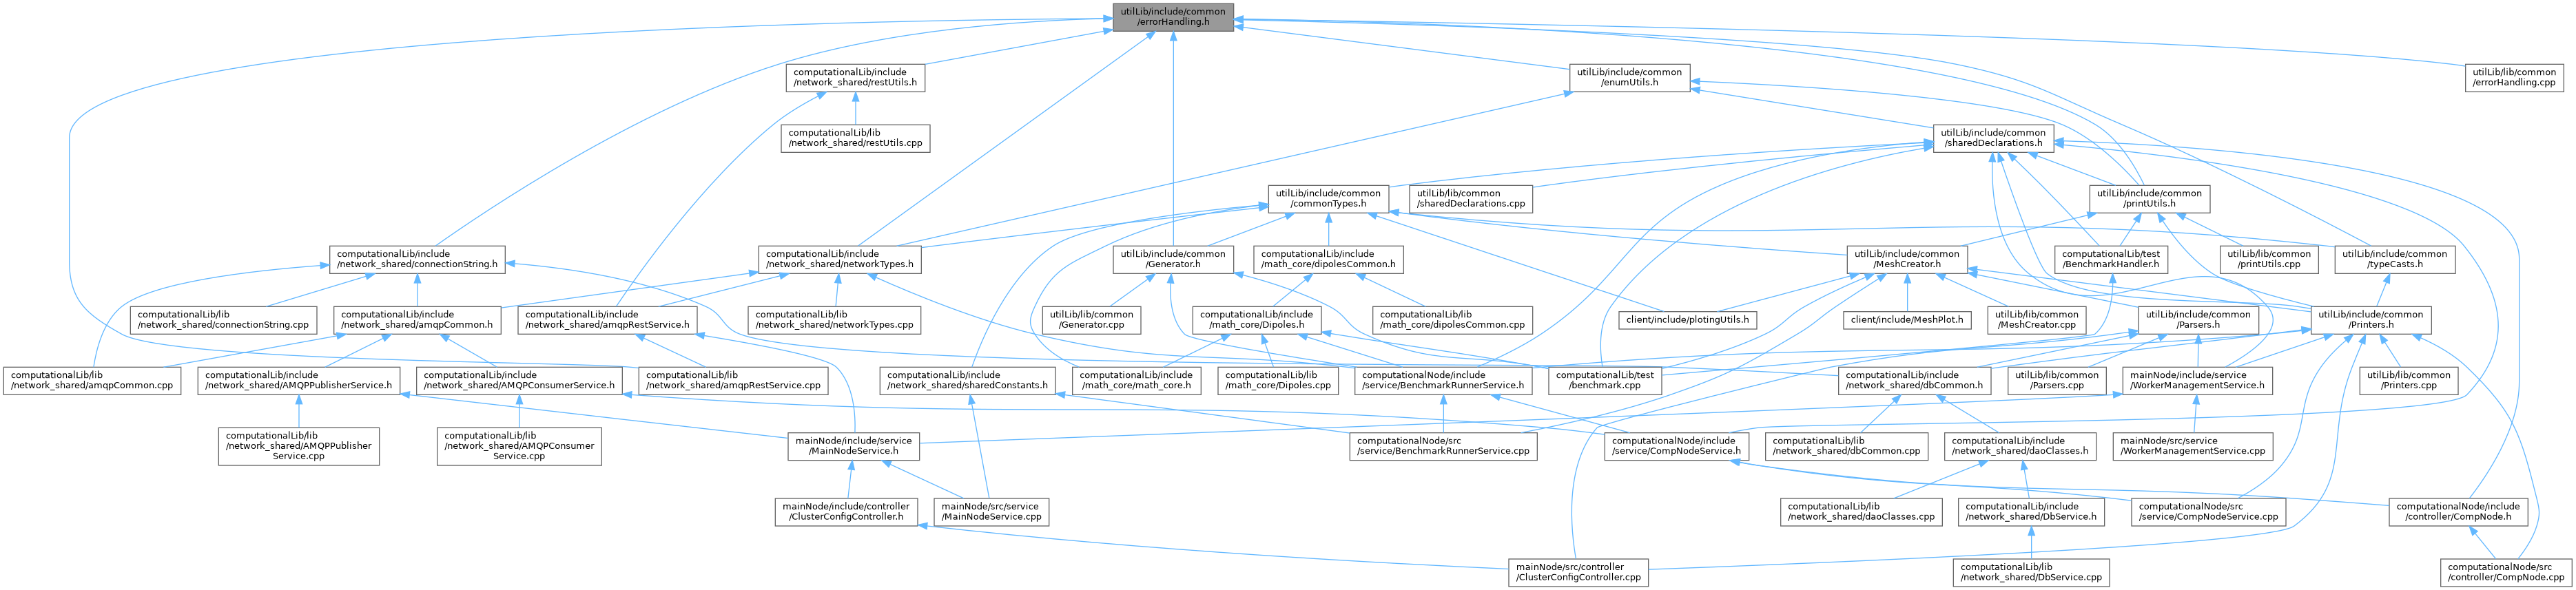 utilLib/include/common
/errorHandling.h
computationalLib/include
/network_shared/restUtils.h
utilLib/include/common
/enumUtils.h
utilLib/lib/common
/errorHandling.cpp
computationalLib/lib
/network_shared/restUtils.cpp
utilLib/include/common
/sharedDeclarations.h
utilLib/include/common
/commonTypes.h
utilLib/lib/common
/sharedDeclarations.cpp
utilLib/include/common
/printUtils.h
computationalLib/include
/network_shared/connectionString.h
computationalLib/include
/network_shared/networkTypes.h
utilLib/include/common
/Generator.h
computationalLib/include
/math_core/dipolesCommon.h
utilLib/include/common
/MeshCreator.h
computationalLib/test
/BenchmarkHandler.h
utilLib/lib/common
/printUtils.cpp
utilLib/include/common
/typeCasts.h
computationalLib/lib
/network_shared/connectionString.cpp
computationalLib/include
/network_shared/amqpCommon.h
computationalLib/include
/network_shared/amqpRestService.h
computationalLib/lib
/network_shared/networkTypes.cpp
utilLib/lib/common
/Generator.cpp
computationalLib/include
/math_core/Dipoles.h
computationalLib/lib
/math_core/dipolesCommon.cpp
client/include/plotingUtils.h
client/include/MeshPlot.h
utilLib/lib/common
/MeshCreator.cpp
utilLib/include/common
/Parsers.h
utilLib/include/common
/Printers.h
computationalLib/lib
/network_shared/amqpCommon.cpp
computationalLib/include
/network_shared/AMQPPublisherService.h
computationalLib/include
/network_shared/AMQPConsumerService.h
computationalLib/lib
/network_shared/amqpRestService.cpp
computationalLib/include
/network_shared/sharedConstants.h
computationalLib/include
/math_core/math_core.h
computationalLib/lib
/math_core/Dipoles.cpp
computationalNode/include
/service/BenchmarkRunnerService.h
computationalLib/test
/benchmark.cpp
computationalLib/include
/network_shared/dbCommon.h
utilLib/lib/common
/Parsers.cpp
mainNode/include/service
/WorkerManagementService.h
utilLib/lib/common
/Printers.cpp
computationalLib/lib
/network_shared/AMQPPublisher
Service.cpp
computationalLib/lib
/network_shared/AMQPConsumer
Service.cpp
mainNode/include/service
/MainNodeService.h
computationalNode/src
/service/BenchmarkRunnerService.cpp
computationalNode/include
/service/CompNodeService.h
computationalLib/lib
/network_shared/dbCommon.cpp
computationalLib/include
/network_shared/daoClasses.h
mainNode/src/service
/WorkerManagementService.cpp
mainNode/include/controller
/ClusterConfigController.h
mainNode/src/service
/MainNodeService.cpp
computationalLib/lib
/network_shared/daoClasses.cpp
computationalLib/include
/network_shared/DbService.h
computationalNode/src
/service/CompNodeService.cpp
computationalNode/include
/controller/CompNode.h
mainNode/src/controller
/ClusterConfigController.cpp
computationalLib/lib
/network_shared/DbService.cpp
computationalNode/src
/controller/CompNode.cpp